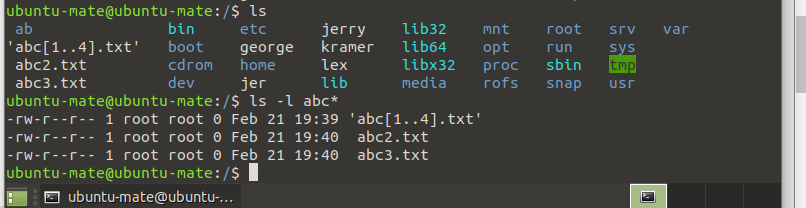 ubuntu-mate@ubuntu-mate:/$ ls
ab bin etc jerry lib32 mnt root srv var
'abc[1..4].txt' boot george kramer lib64 opt run sys
abc2.txt cdrom home lex libx32 proc sbin tmp
abc3.txt dev jer lib media rofs snap usr
ubuntu-mate@ubuntu-mate:/$ ls -l abc*
-rw-r--r-- 1 root root 0 Feb 21 19:39 'abc[1..4].txt'
-rw-r--r-- 1 root root 0 Feb 21 19:40 abc2.txt
-rw-r--r-- 1 root root 0 Feb 21 19:40 abc3.txt
ubuntu-mate@ubuntu-mate:/$
ubuntu-mate@ubuntu-...